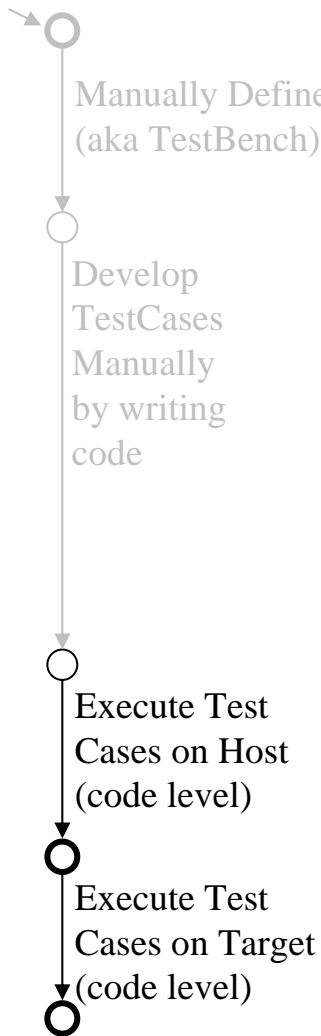 Manually Define
(aka TestBench)
Develop
TestCases
Manually
by writing
code
Execute Test
Cases on Host
(code level)
Execute Test
Cases on Target
(code level)